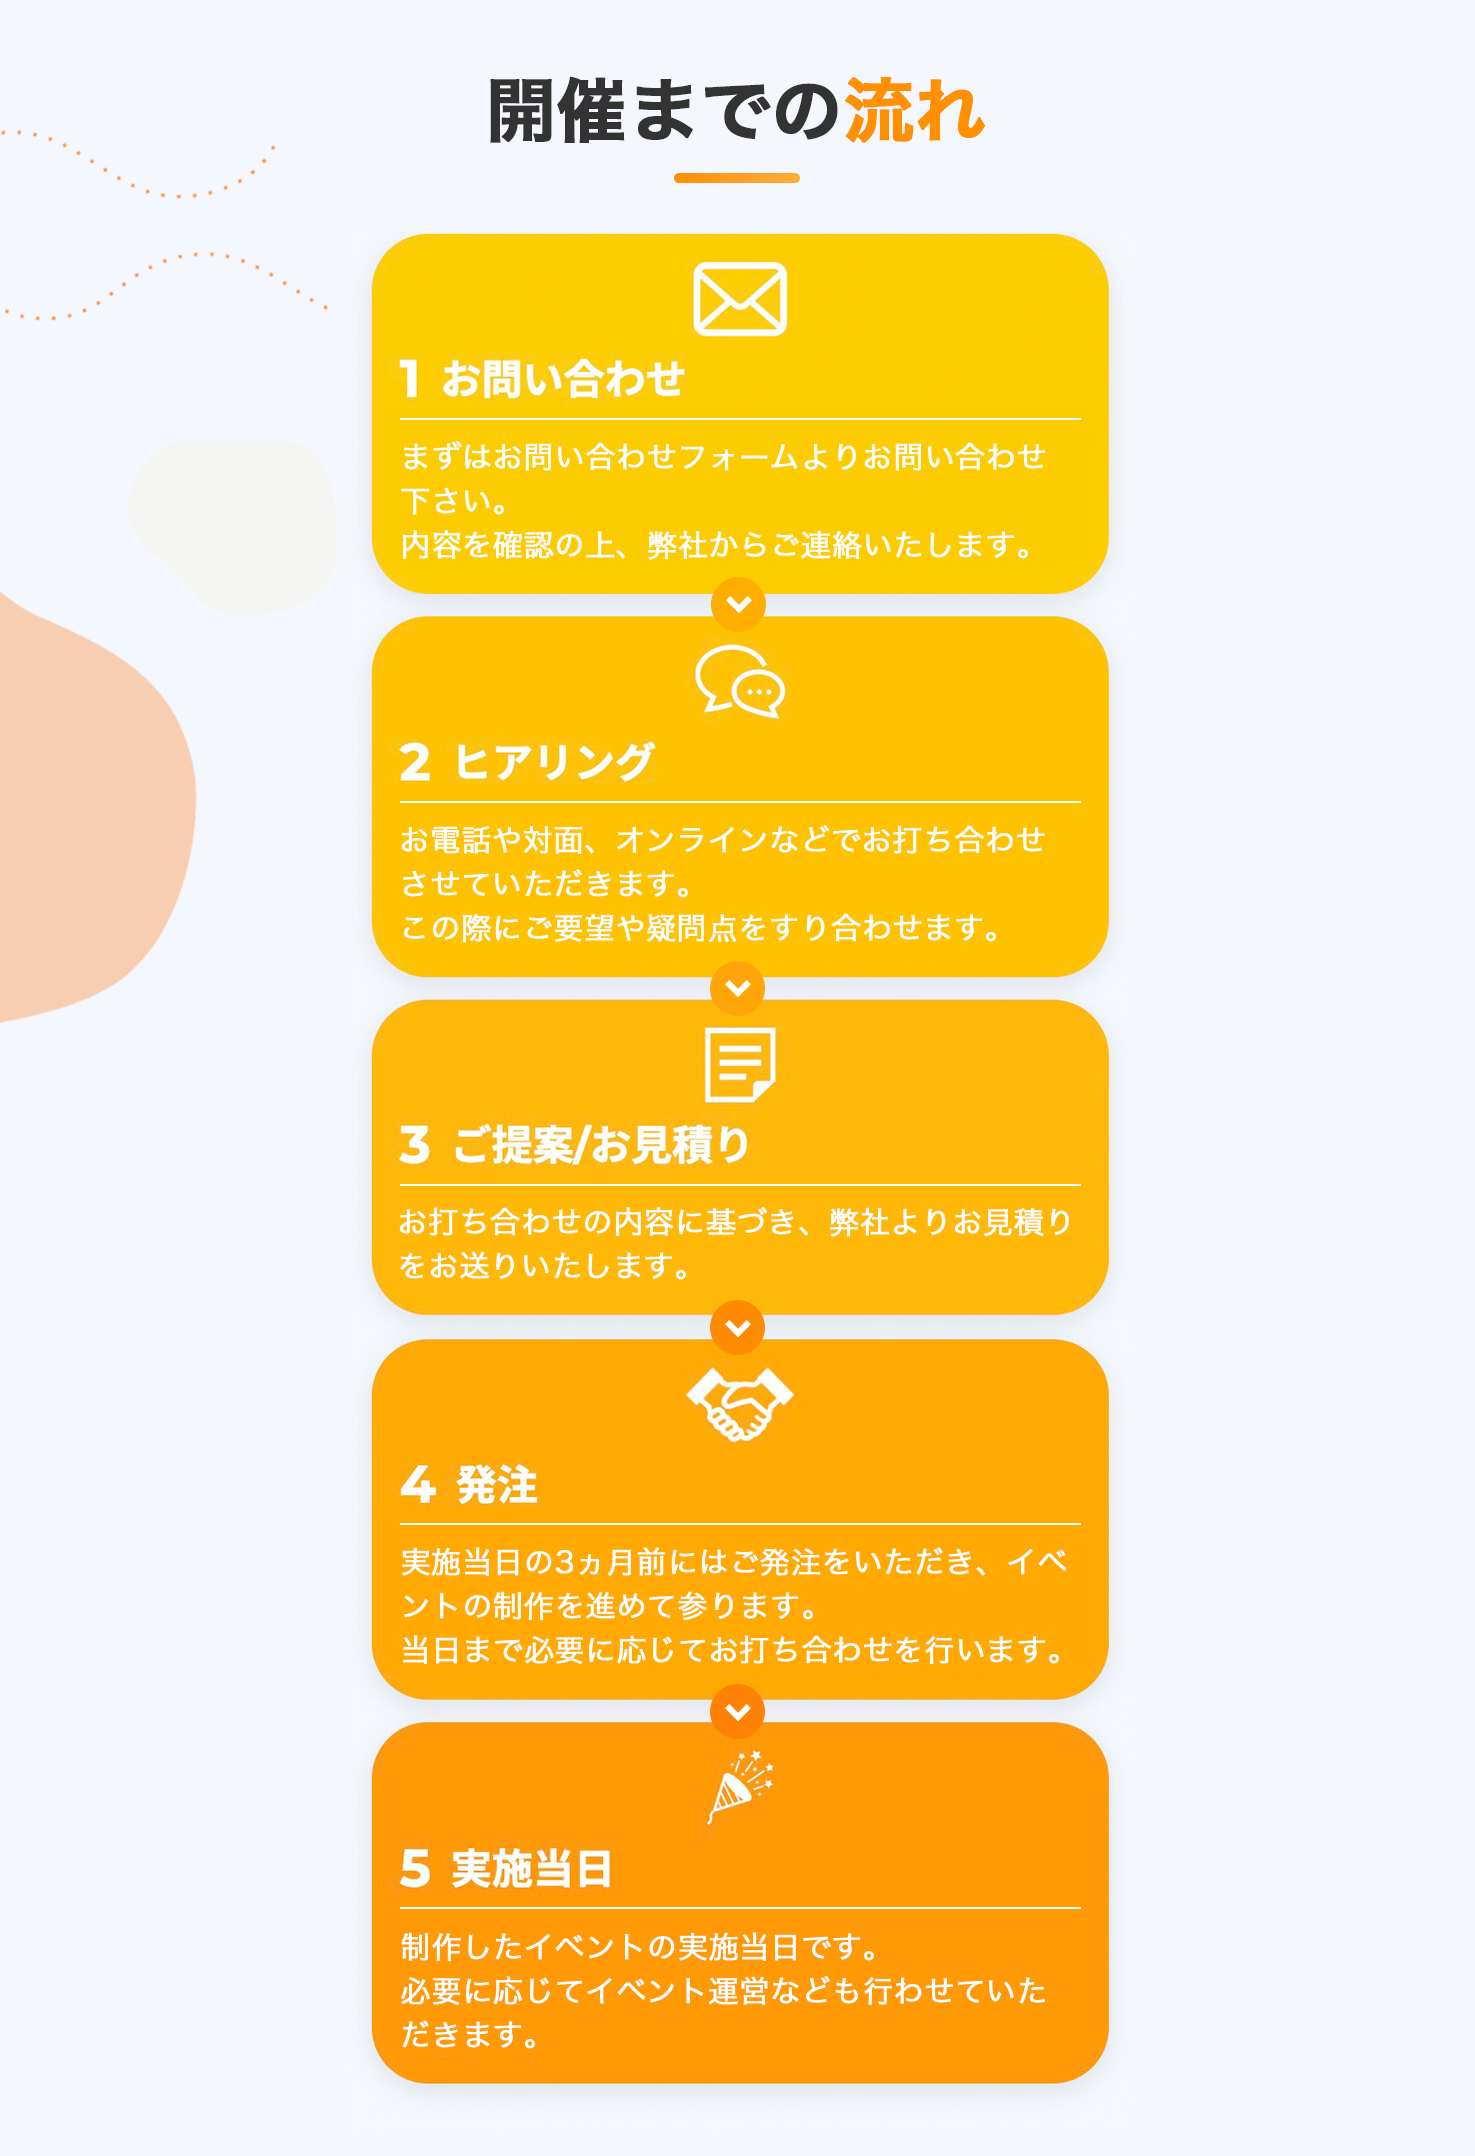 開催までの流れ
1 お問い合わせ
まずはお問い合わせフォームよりお問い合わせ
下さい。
内容を確認の上、弊社からご連絡いたします。
2 ヒアリング
お電話や対面、オンラインなどでお打ち合わせ
させていただきます。
この際にご要望や疑問点をすり合わせます。
3 ご提案/お見積り
お打ち合わせの内容に基づき、弊社よりお見積り
をお送りいたします。
4 発注
実施当日の3ヵ月前にはご発注をいただき、イベ
ントの制作を進めて参ります。
当日まで必要に応じてお打ち合わせを行います。
5 実施当日
制作したイベントの実施当日です。
必要に応じてイベント運営なども行わせていた
だきます。